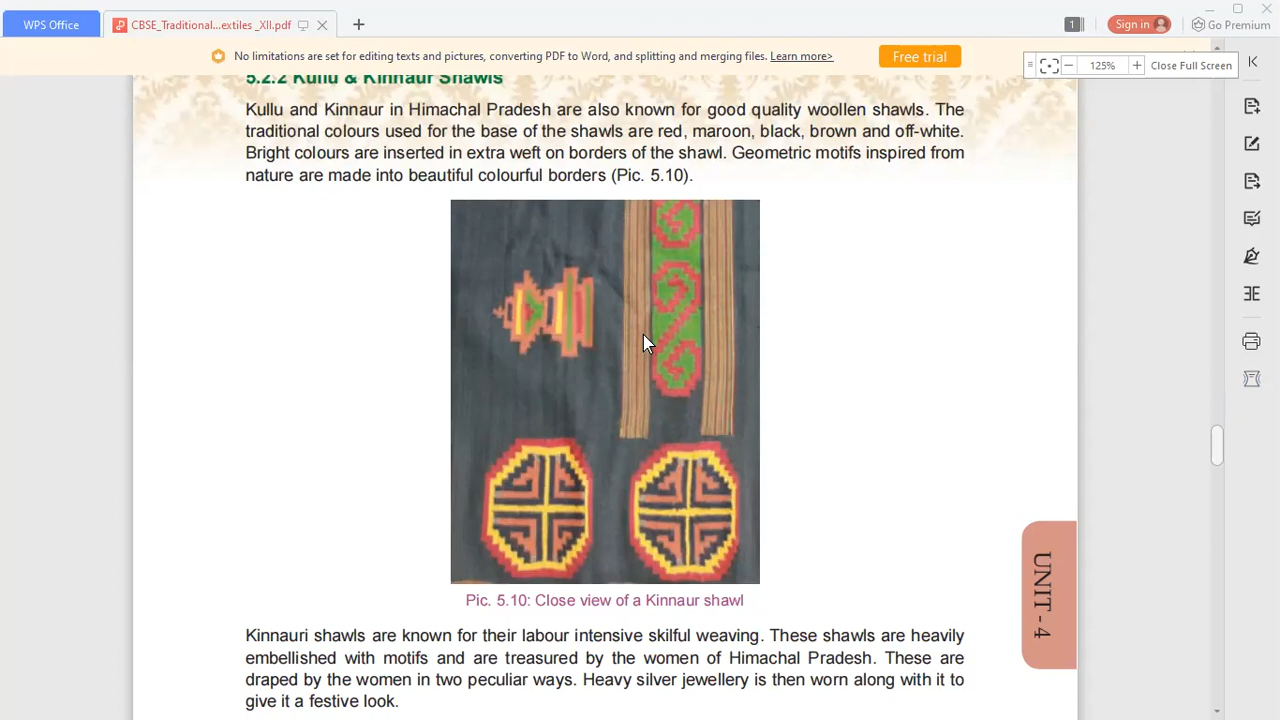 WPS Office
CBSE_Traditional...extiles _XII.pdf
1
Sign in
Go Premium
No limitations are set for editing texts and pictures, converting PDF to Word, and splitting and merging files. Learn more>
Free trial
125%
Close Full Screen
5.2.2 Kullu & Kinnaur Shawls
Kullu and Kinnaur in Himachal Pradesh are also known for good quality woollen shawls. The
traditional colours used for the base of the shawls are red, maroon, black, brown and off-white.
Bright colours are inserted in extra weft on borders of the shawl. Geometric motifs inspired from
nature are made into beautiful colourful borders (Pic. 5.10).
Pic. 5.10: Close view of a Kinnaur shawl
UNIT - 4
Kinnauri shawls are known for their labour intensive skilful weaving. These shawls are heavily
embellished with motifs and are treasured by the women of Himachal Pradesh. These are
draped by the women in two peculiar ways. Heavy silver jewellery is then worn along with it to
give it a festive look.